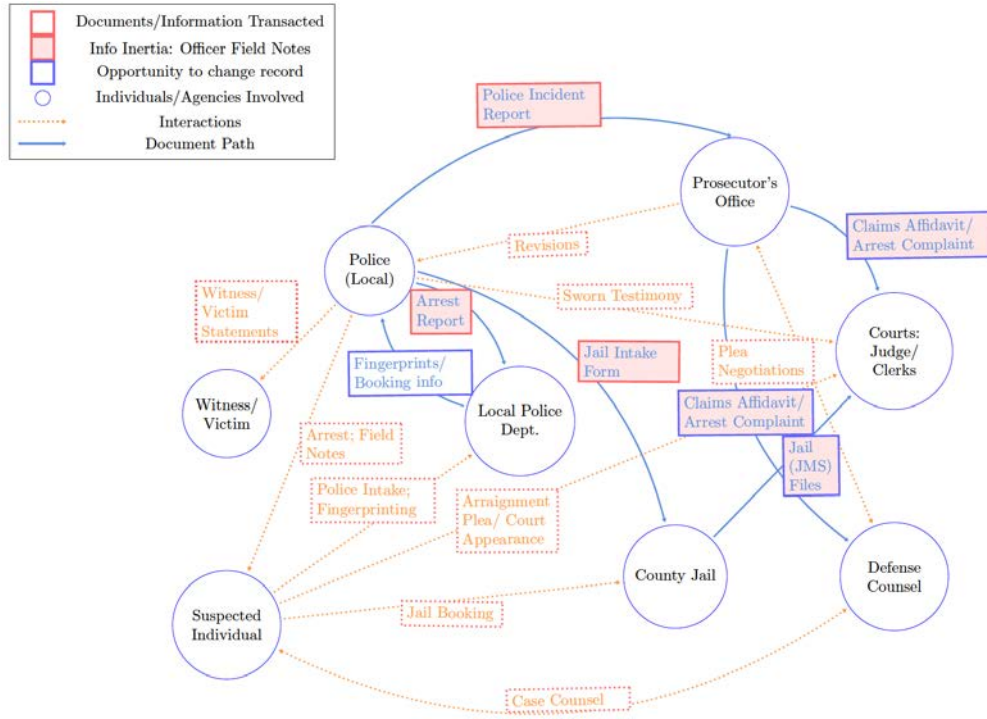 Documents/Information Transacted
Info Inertia: Officer Field Notes
Opportunity to change record
Individuals/Agencies Involved
Interactions
Document Path
Police Incident
Report
Prosecutor's
Office
Claims Affidavit/
Arrest Complaint
Revisions
Police
(Local)
Witness/
Victim
Statements
Arrest
Report
Sworn Testimony
Courts:
Judge/
Clerks
Fingerprints/
Booking info
Jail Intake
Form
Plea
Negotiations
Witness/
Victim
Local Police
Dept.
Claims Affidavit/
Arrest Complaint
Arrest; Field
Notes
Jail
(JMS)
Files
Police Intake;
Fingerprinting
Arraignment
Plea/ Court
Appearance
County Jail
Defense
Counsel
Suspected
Individual
Jail Booking
Case Counsel